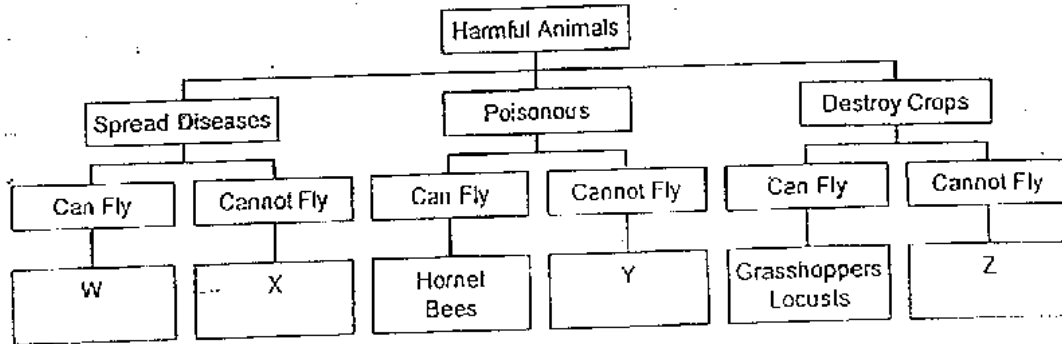 Harmful Animals
Spread Diseases
Poisonous
Destroy Crops
Can Fly
Cannot Fly
Can Fly
Cannot Fly
Can Fly
Cannot Fly
W
X
Hornet
Bees
Y
Grasshoppers
Locusts
Z